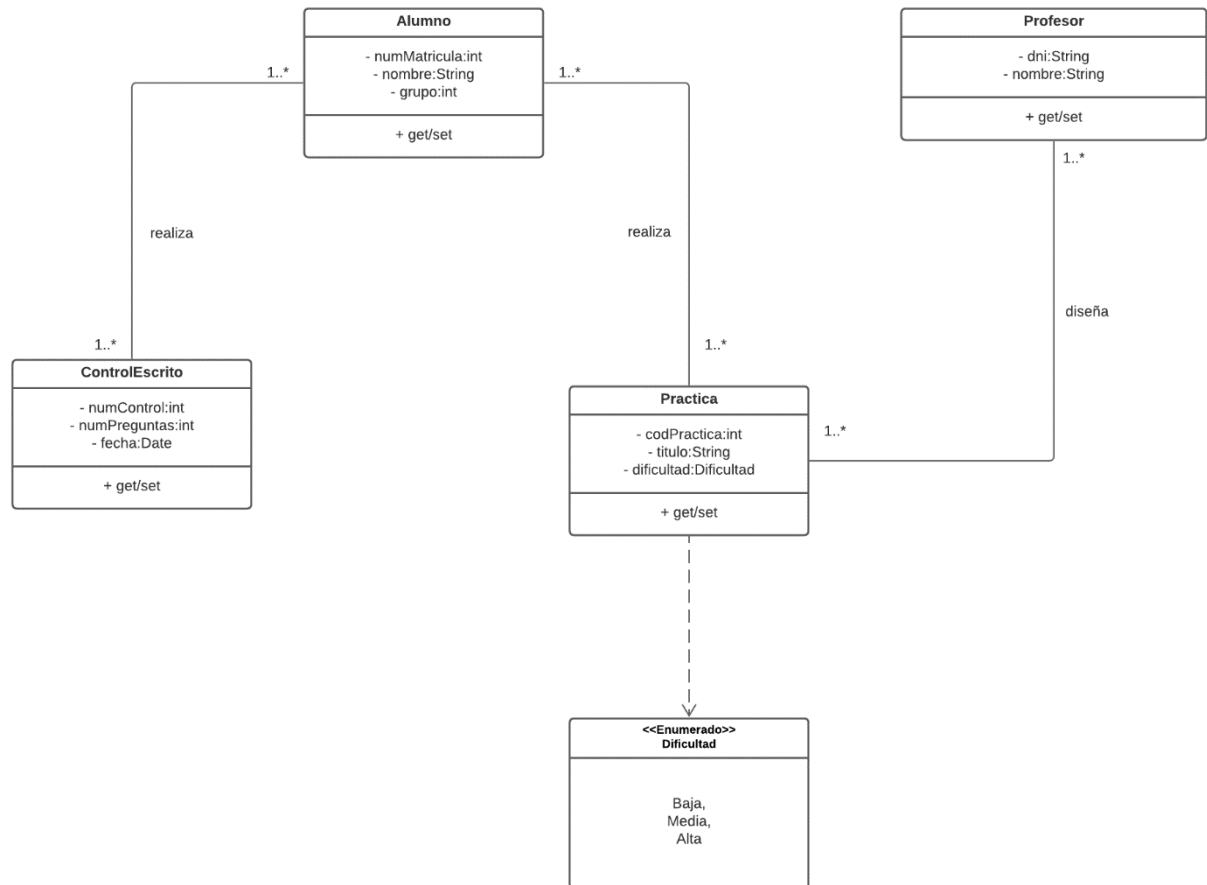 Alumno
- numMatricula:int
- nombre:String
- grupo:int
+ get/set
Profesor
- dni:String
- nombre:String
+ get/set
1..*
1..*
1..*
realiza
realiza
diseña
1..*
1..*
1..*
ControlEscrito
- numControl:int
- numPreguntas:int
- fecha:Date
+ get/set
Practica
- codPractica:int
- titulo:String
- dificultad:Dificultad
+ get/set
<<Enumerado>>
Dificultad
Baja,
Media,
Alta